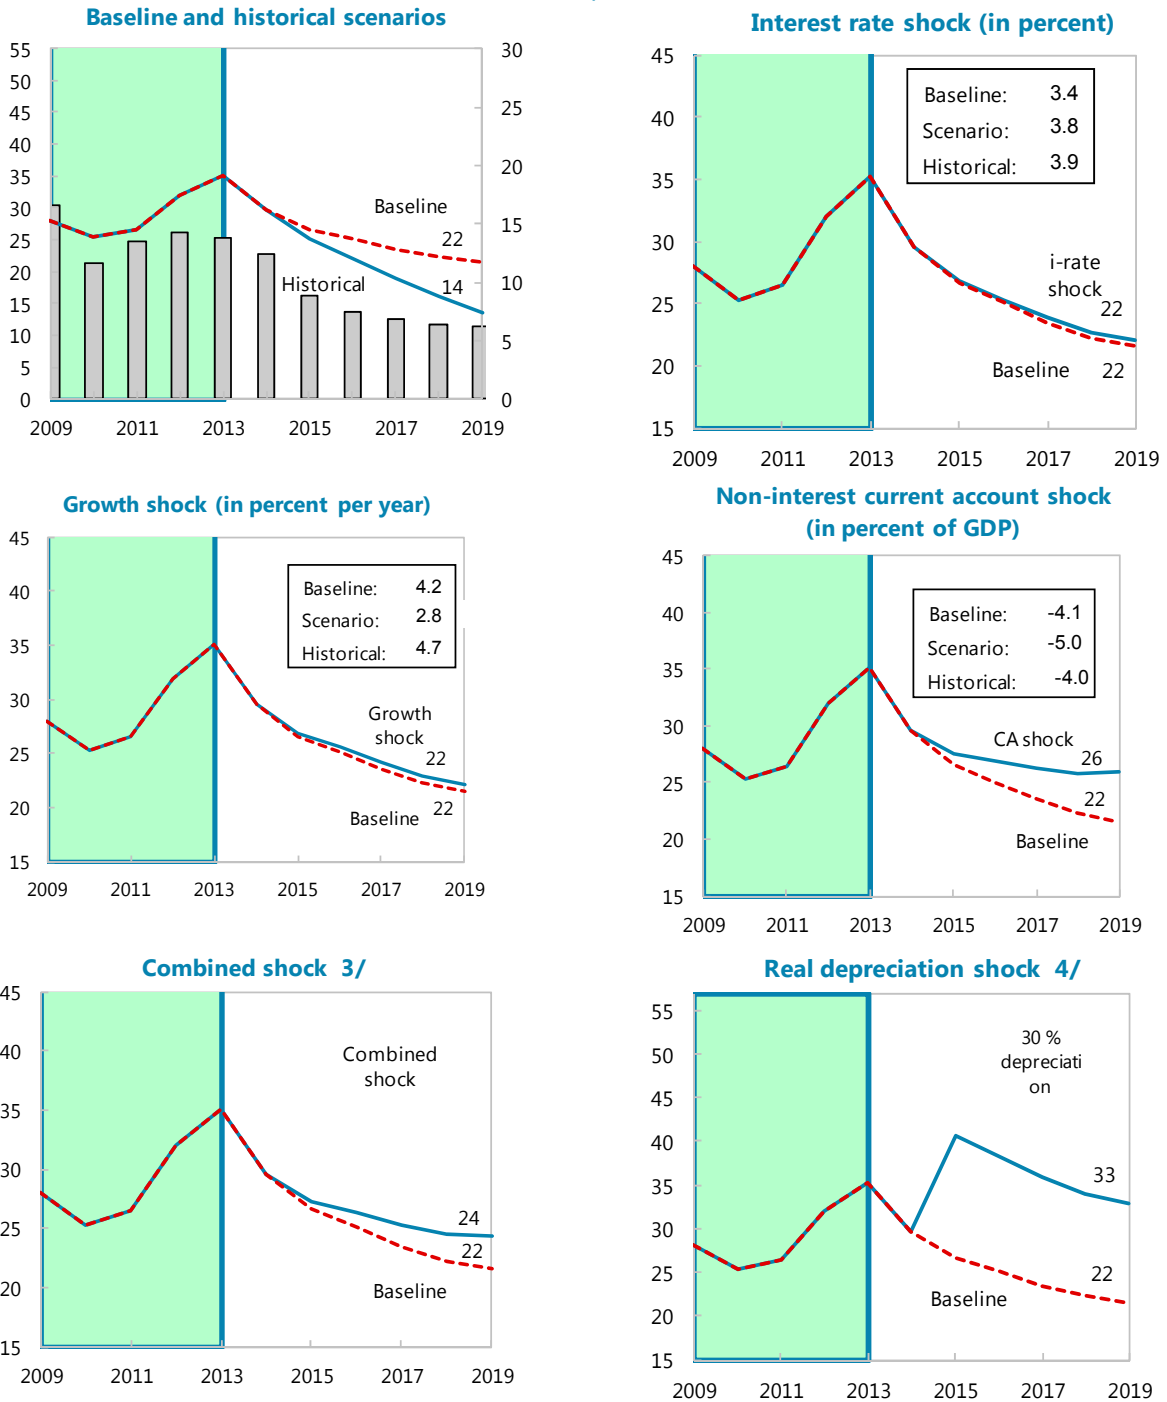 Baseline and historical scenarios
55
50
45
40
35
30
25
20
15
10
5
0
30
25
20
15
10
5
0
Baseline
22
Historical
14
2009 2011 2013 2015 2017 2019
Interest rate shock (in percent)
45
40
35
30
25
20
15
Baseline: 3.4
Scenario: 3.8
Historical: 3.9
i-rate
shock
22
Baseline 22
2009 2011 2013 2015 2017 2019
Growth shock (in percent per year)
45
40
35
30
25
20
15
Baseline: 4.2
Scenario: 2.8
Historical: 4.7
Growth
shock
22
Baseline 22
2009 2011 2013 2015 2017 2019
Non-interest current account shock
(in percent of GDP)
45
40
35
30
25
20
15
Baseline: -4.1
Scenario: -5.0
Historical: -4.0
CA shock
26
22
Baseline
2009 2011 2013 2015 2017 2019
Combined shock 3/
45
40
35
30
25
20
15
Combined
shock
24
22
Baseline
2009 2011 2013 2015 2017 2019
Real depreciation shock 4/
55
50
45
40
35
30
25
20
15
30 %
depreciati
on
33
22
Baseline
2009 2011 2013 2015 2017 2019